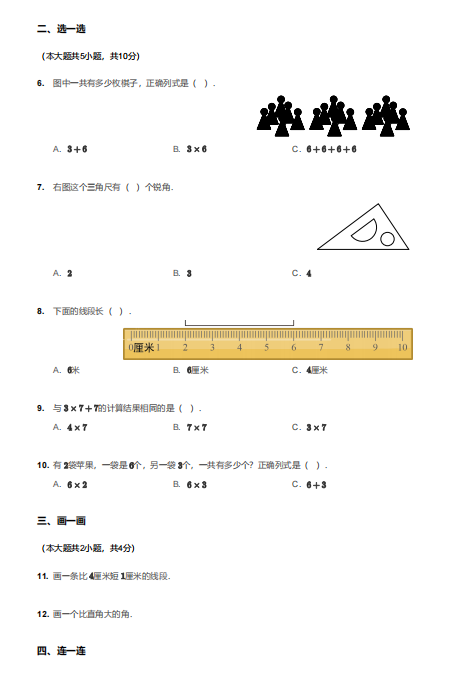 二、选一选
（本大题共5小题，共10分）
6. 图中一共有多少枚棋子，正确列式是（ ）.
A. 3+6 B. 3×6 C. 6+6+6+6
7. 右图这个三角尺有（ ）个锐角.
A. 2 B. 3 C. 4
8. 下面的线段长（ ）.
0厘米1 2 3 4 5 6 7 8 9 10
A. 6米 B. 6厘米 C. 4厘米
9. 与3×7+7的计算结果相同的是（ ）.
A. 4×7 B. 7×7 C. 3×7
10. 有2袋苹果，一袋是6个，另一袋3个，一共有多少个？正确列式是（ ）.
A. 6×2 B. 6×3 C. 6+3
三、画一画
（本大题共2小题，共4分）
11. 画一条比4厘米短1厘米的线段.
12. 画一个比直角大的角.
四、连一连